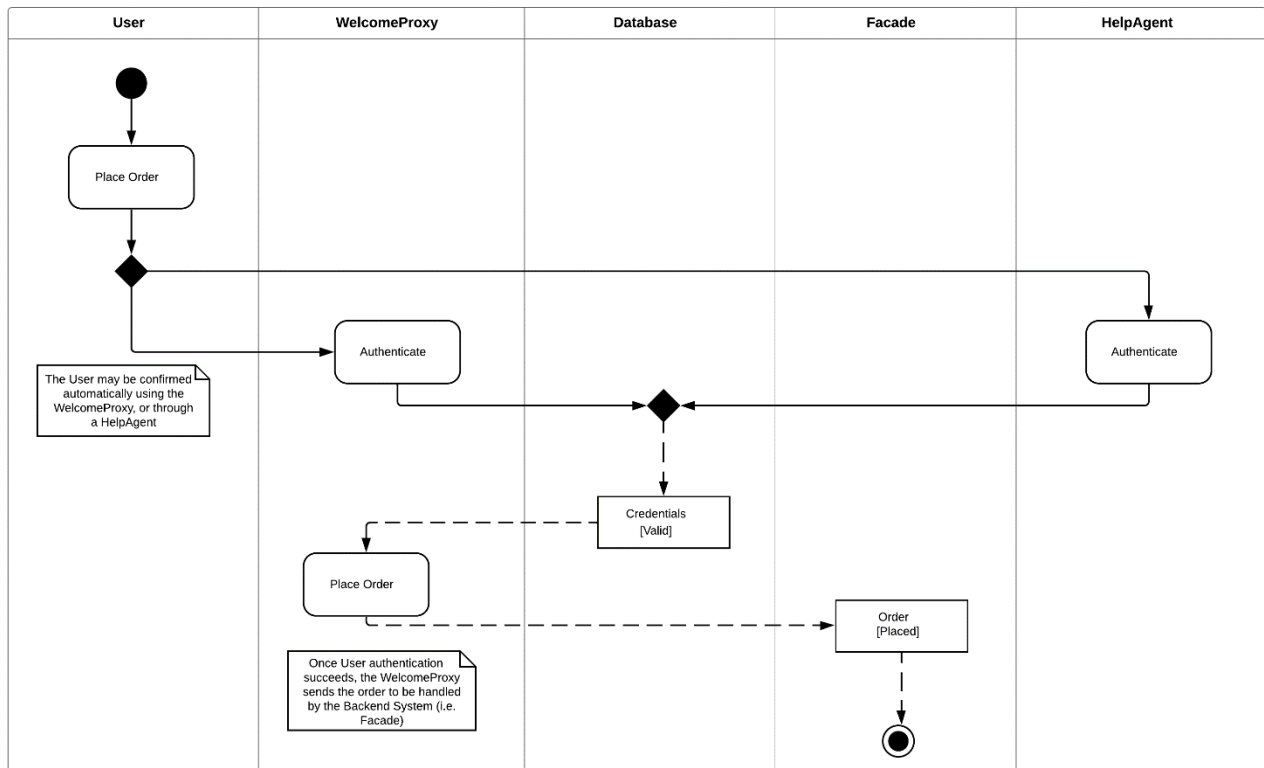 User
WelcomeProxy
Database
Facade
HelpAgent
Place Order
Authenticate
Authenticate
The User may be confirmed
automatically using the
WelcomeProxy, or through
a HelpAgent
Credentials
[Valid]
Place Order
Order
[Placed]
Once User authentication
succeeds, the WelcomeProxy
sends the order to be handled
by the Backend System (i.e.
Facade)